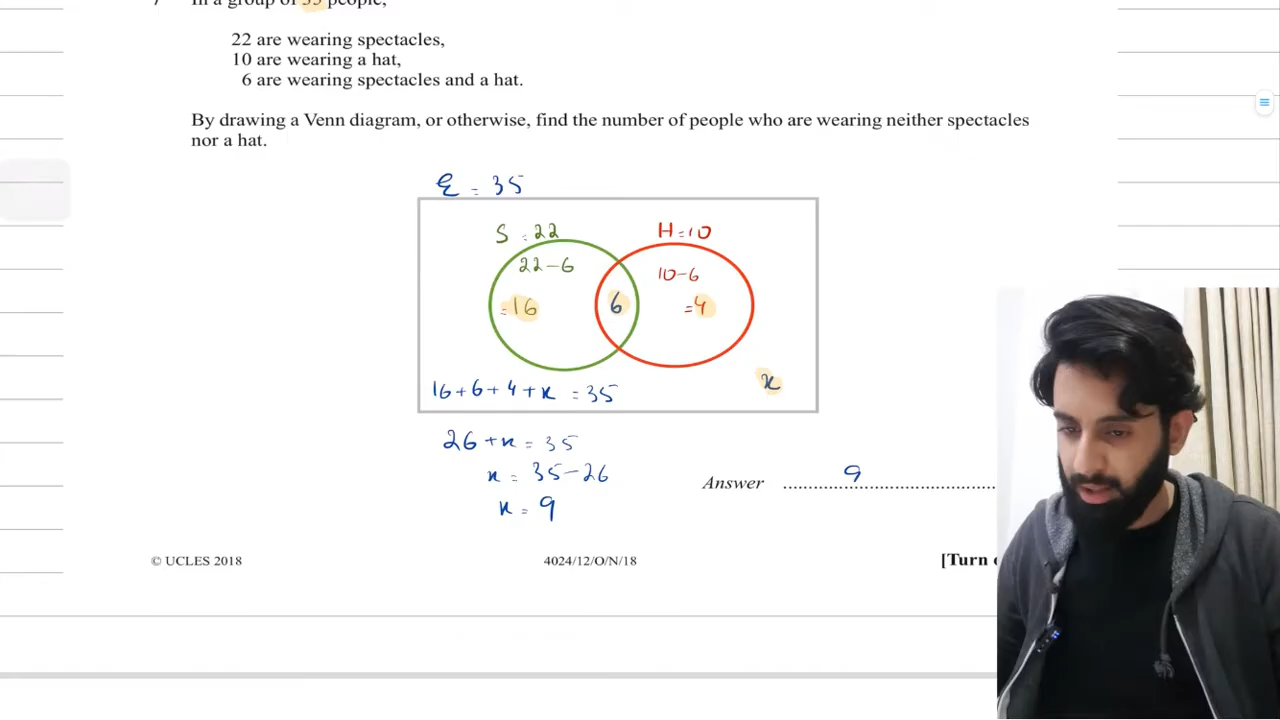 7 In a group of 35 people,
22 are wearing spectacles,
10 are wearing a hat,
6 are wearing spectacles and a hat.
By drawing a Venn diagram, or otherwise, find the number of people who are wearing neither spectacles
nor a hat.
ℰ = 35
S = 22 H = 10
22 - 6 10 - 6
= 16 6 = 4
x
16 + 6 + 4 + x = 35
26 + x = 35
x = 35 - 26
Answer ................ 9
x = 9
© UCLES 2018 4024/12/O/N/18 [Turn